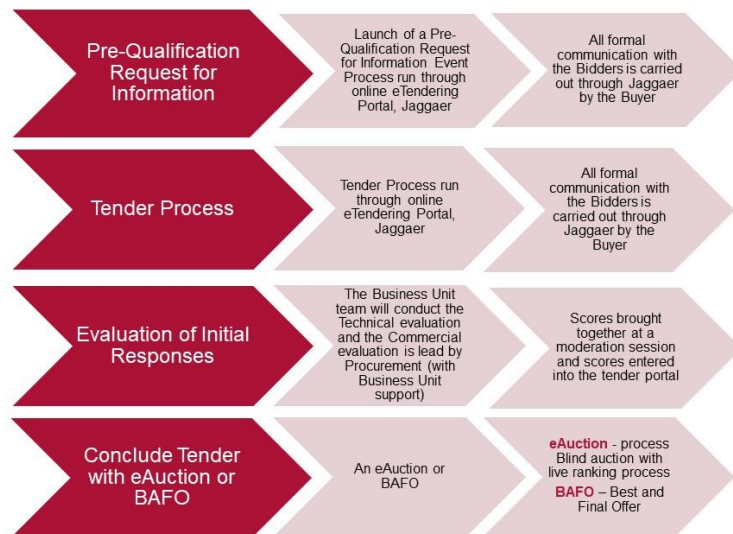 Pre-Qualification
Request for
Information
Launch of a Pre-
Qualification Request
for Information Event
Process run through
online eTendering
Portal, Jaggaer
All formal
communication with
the Bidders is carried
out through Jaggaer
by the Buyer
Tender Process
Tender Process run
through online
eTendering Portal,
Jaggaer
All formal
communication with
the Bidders is
carried out through
Jaggaer by the
Buyer
Evaluation of Initial
Responses
The Business Unit
team will conduct the
Technical evaluation
and the Commercial
evaluation is lead by
Procurement (with
Business Unit
support)
Scores brought
together at a
moderation session
and scores entered
into the tender portal
Conclude Tender
with eAuction or
BAFO
An eAuction or
BAFO
eAuction - process
Blind auction with
live ranking process
BAFO – Best and
Final Offer